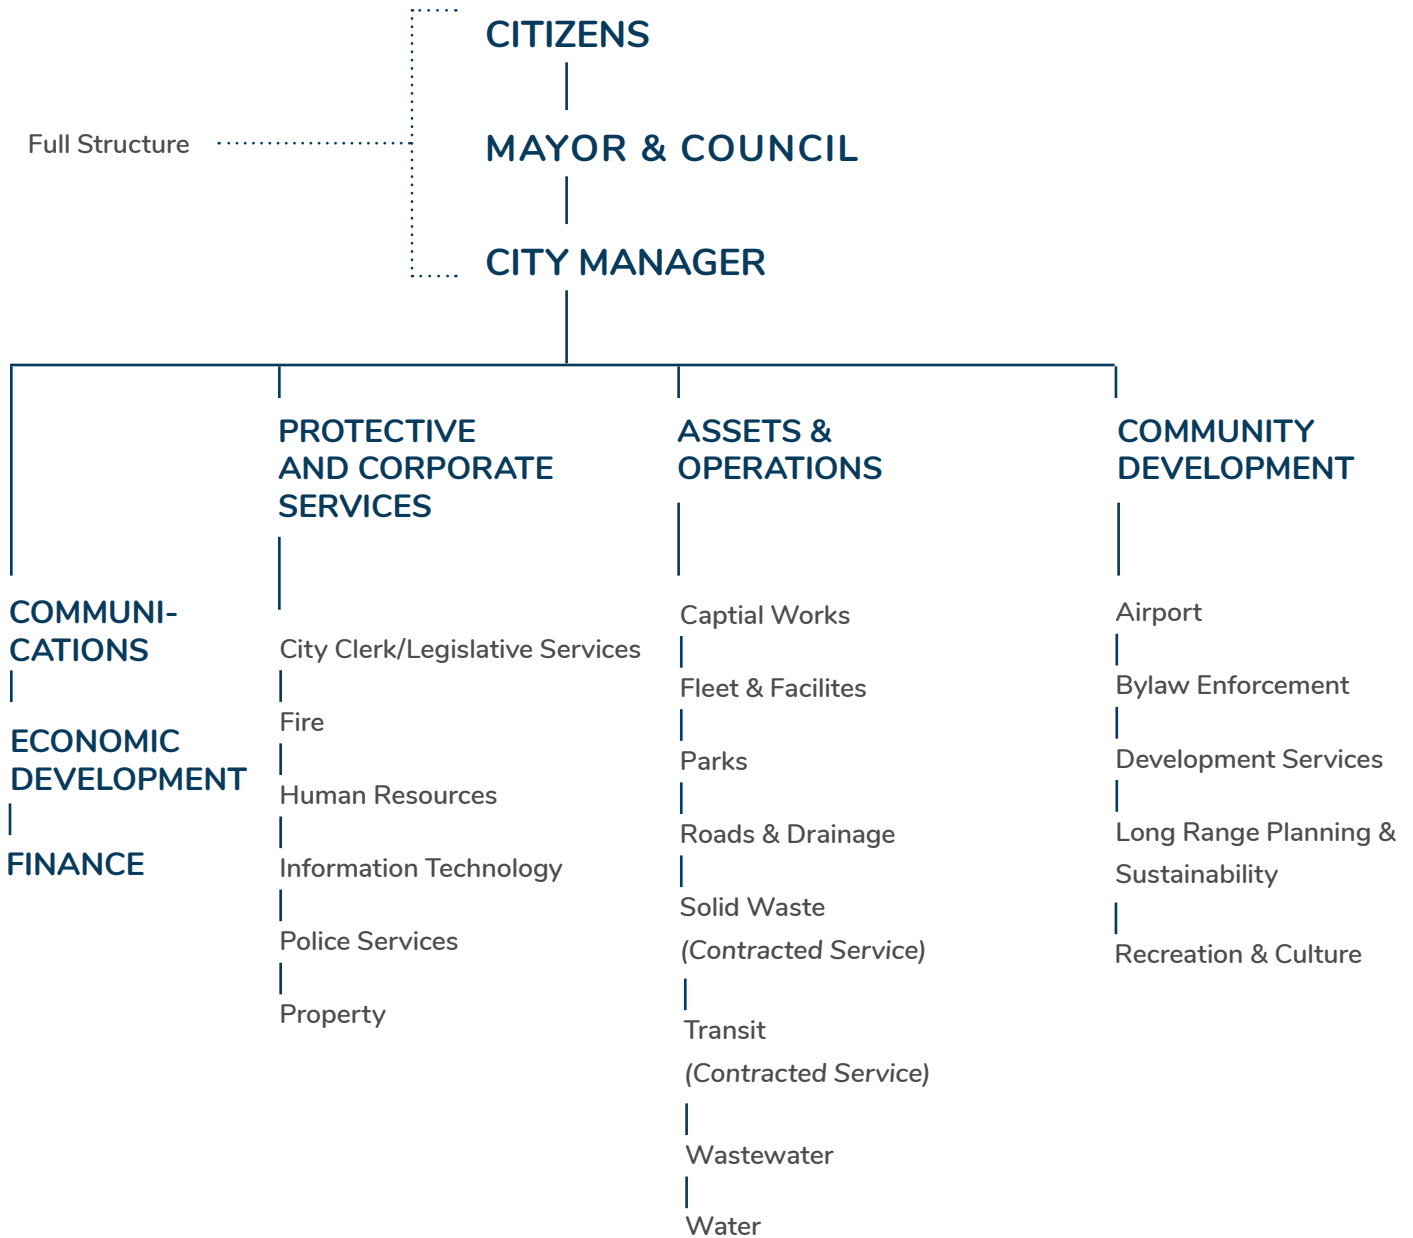 CITIZENS
Full Structure
MAYOR & COUNCIL
CITY MANAGER
COMMUNI-
CATIONS
ECONOMIC
DEVELOPMENT
FINANCE
PROTECTIVE
AND CORPORATE
SERVICES
City Clerk/Legislative Services
Fire
Human Resources
Information Technology
Police Services
Property
ASSETS &
OPERATIONS
Captial Works
Fleet & Facilites
Parks
Roads & Drainage
Solid Waste
(Contracted Service)
Transit
(Contracted Service)
Wastewater
Water
COMMUNITY
DEVELOPMENT
Airport
Bylaw Enforcement
Development Services
Long Range Planning &
Sustainability
Recreation & Culture